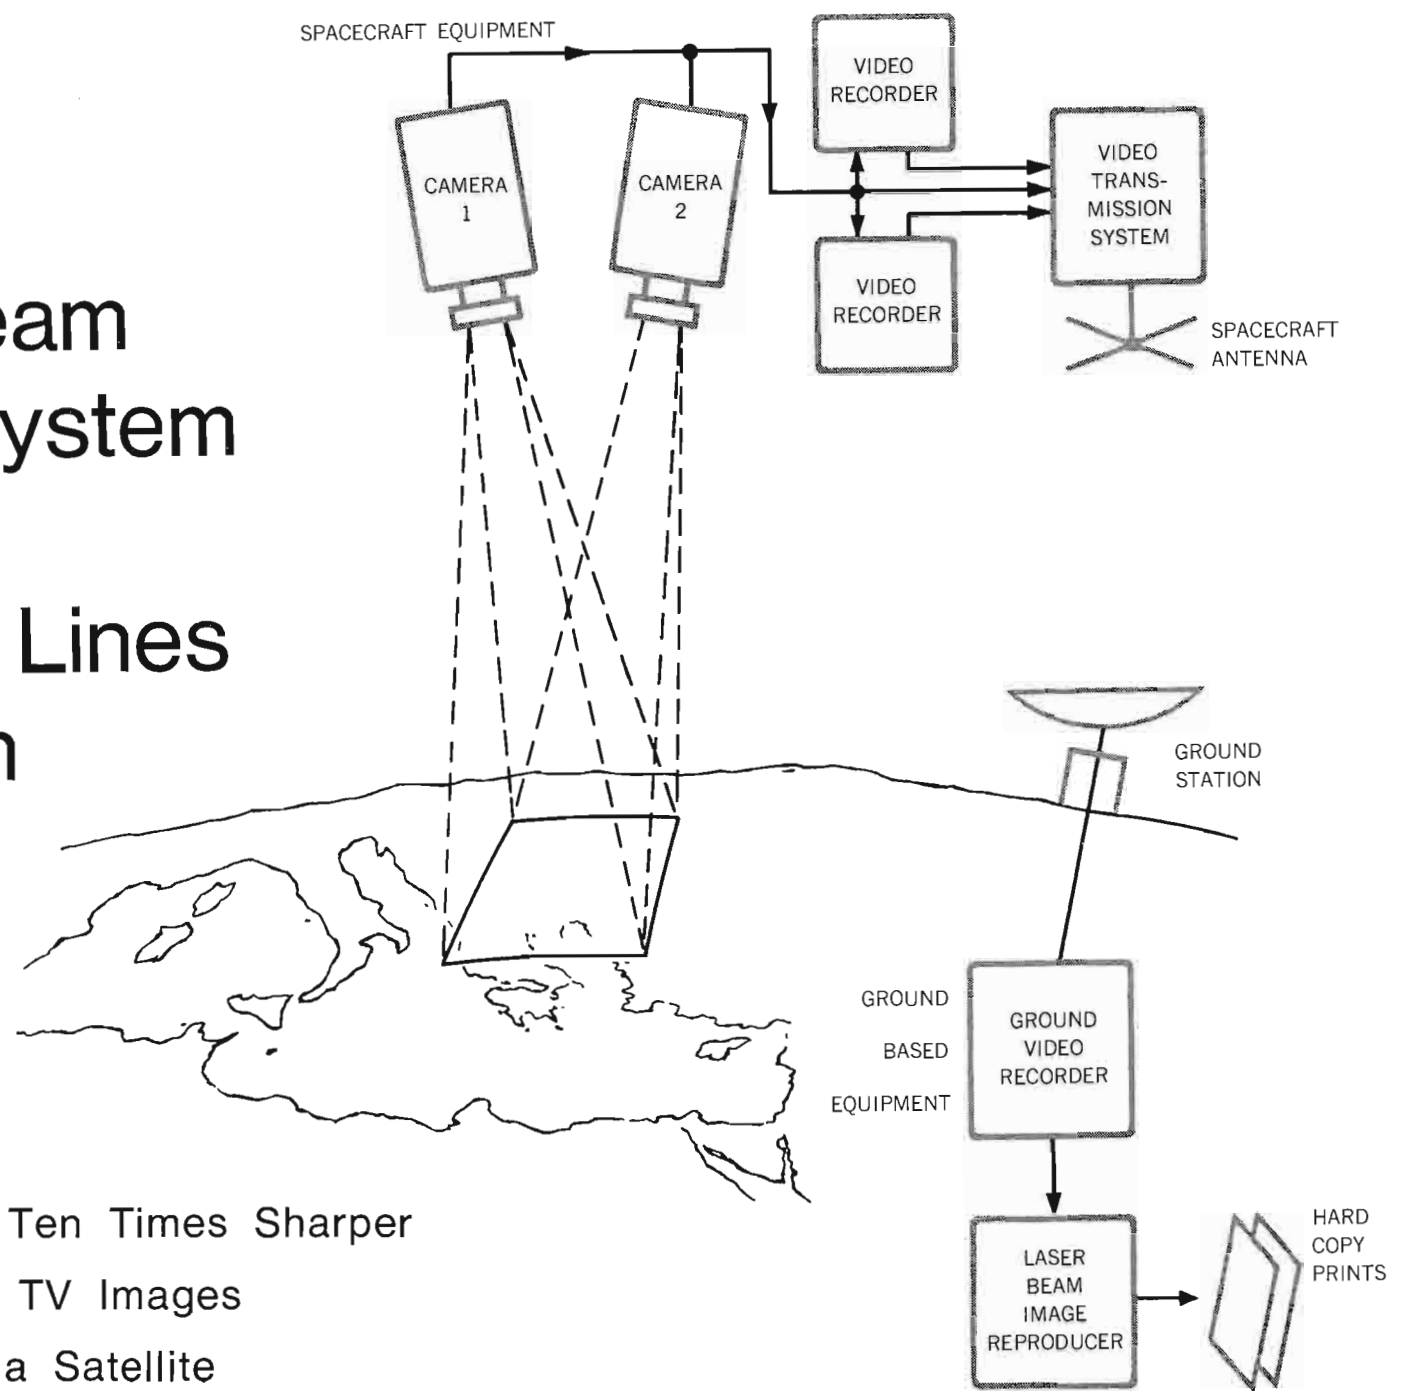 SPACECRAFT EQUIPMENT
VIDEO
RECORDER
CAMERA
1
CAMERA
2
VIDEO
TRANS-
MISSION
SYSTEM
VIDEO
RECORDER
SPACECRAFT
ANTENNA
eam
ystem
Lines
n
GROUND
STATION
GROUND
BASED
EQUIPMENT
GROUND
VIDEO
RECORDER
Ten Times Sharper
TV Images
a Satellite
LASER
BEAM
IMAGE
REPRODUCER
HARD
COPY
PRINTS